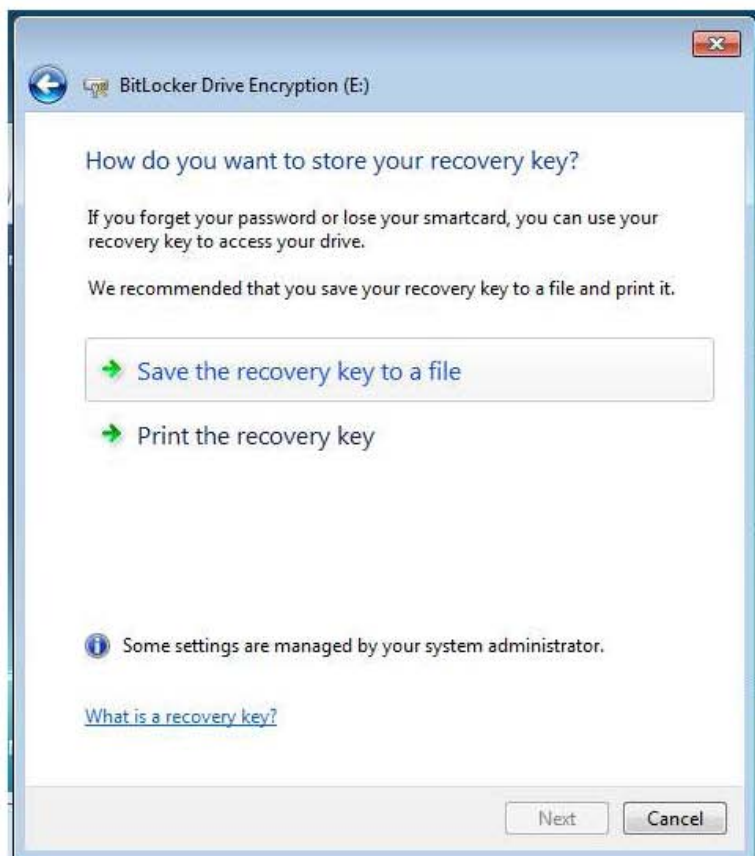 BitLocker Drive Encryption (E:)
How do you want to store your recovery key?
If you forget your password or lose your smartcard, you can use your
recovery key to access your drive.
We recommended that you save your recovery key to a file and print it.
Save the recovery key to a file
Print the recovery key
Some settings are managed by your system administrator.
What is a recovery key?
Next Cancel